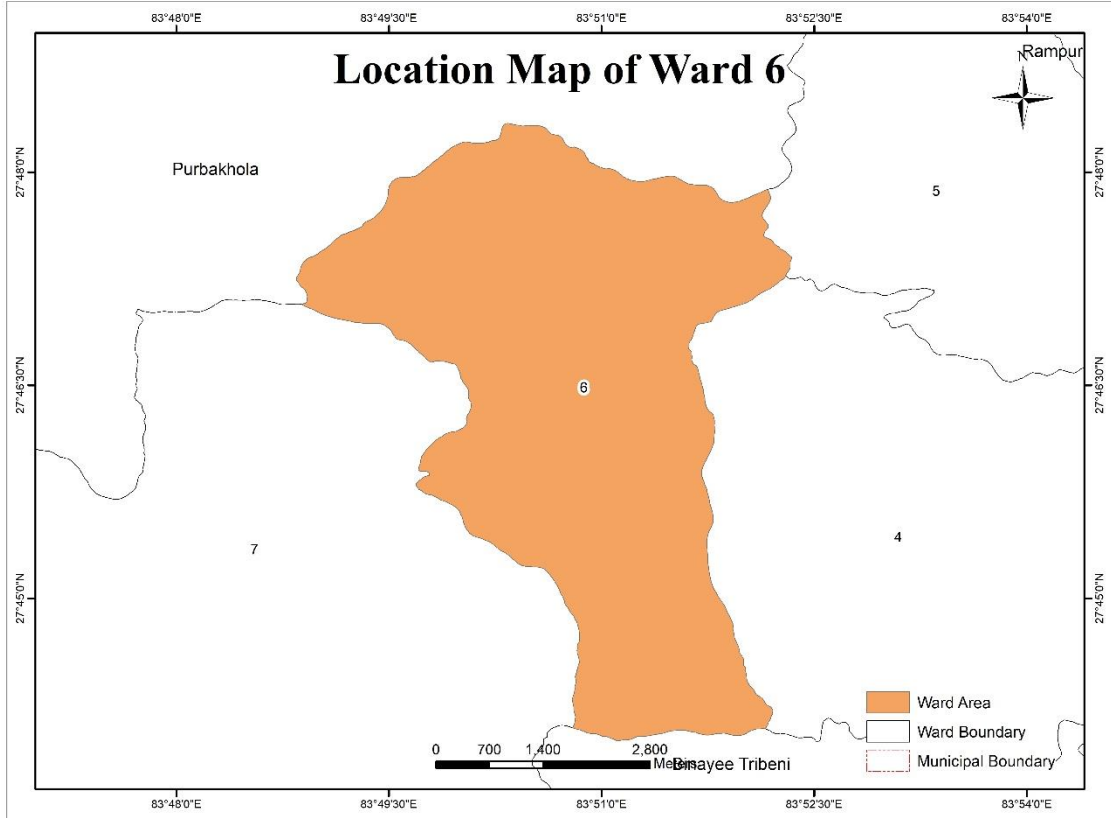 83°48'0"E 83°49'30"E 83°51'0"E 83°52'30"E 83°54'0"E
Rampur
Location Map of Ward 6
N
27°48'0"N 27°48'0"N
Purbakhola
5
27°46'30"N 27°46'30"N
6
7
4
27°45'0"N 27°45'0"N
Ward Area
Ward Boundary
Municipal Boundary
0 700 1,400 2,800
Meters
Binayee Tribeni
83°48'0"E 83°49'30"E 83°51'0"E 83°52'30"E 83°54'0"E